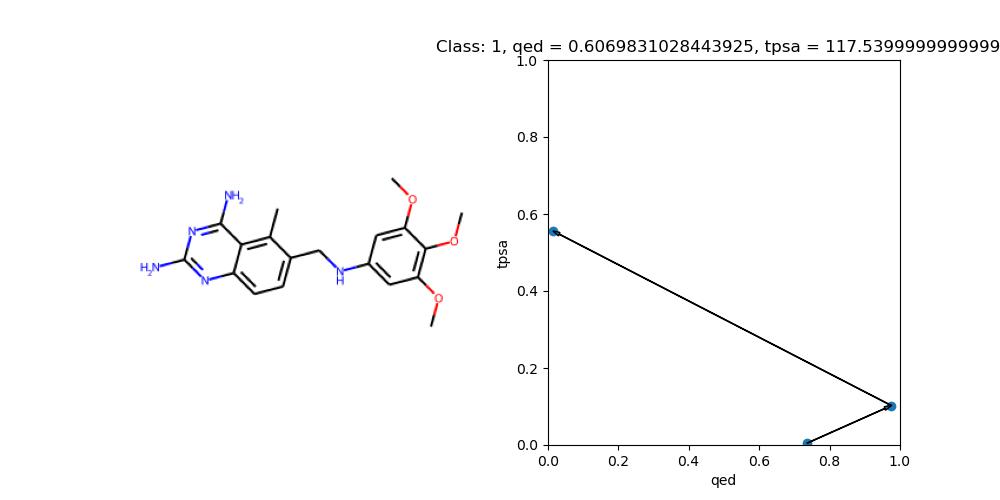 Class: 1, qed = 0.6069831028443925, tpsa = 117.5399999999999
NH2
N
H2N
N
N
H
O
O
O
1.0
0.8
0.6
0.4
0.2
0.0
tpsa
0.0 0.2 0.4 0.6 0.8 1.0
qed